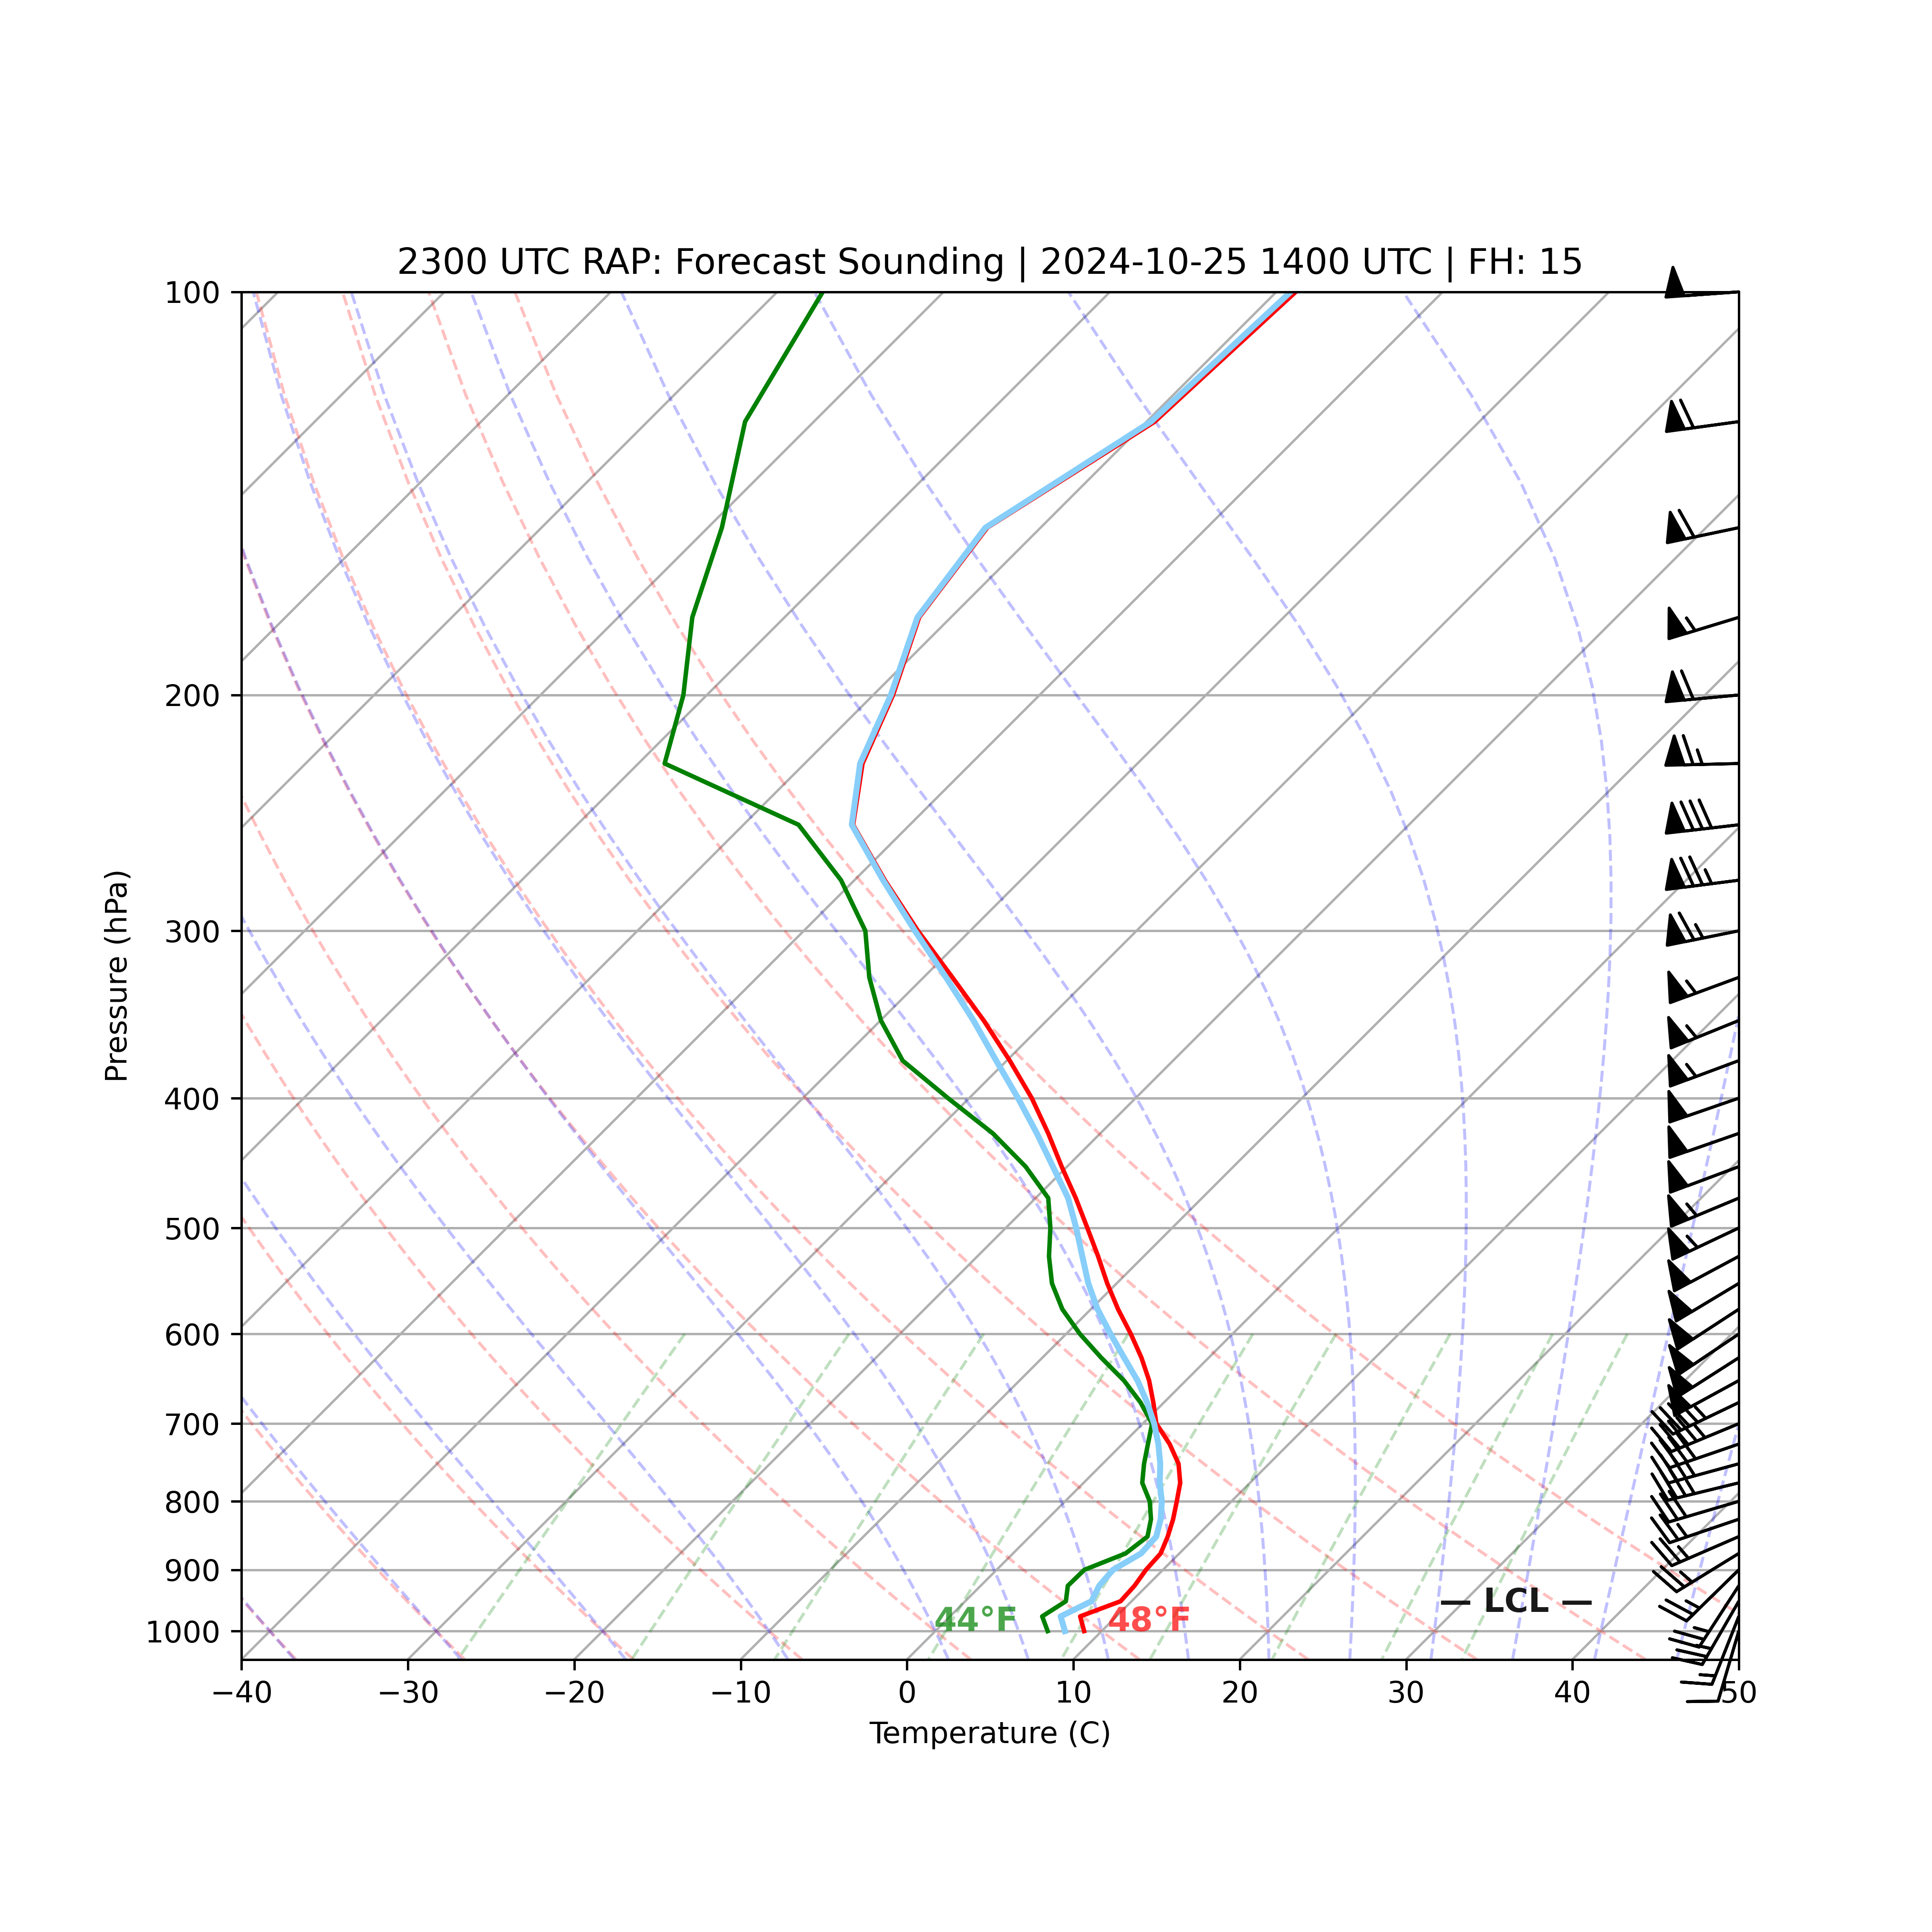 2300 UTC RAP: Forecast Sounding | 2024-10-25 1400 UTC | FH: 15
100
200
300
400
500
600
700
800
900
1000
Pressure (hPa)
44°F
48°F
— LCL —
−40 −30 −20 −10 0 10 20 30 40 50
Temperature (C)